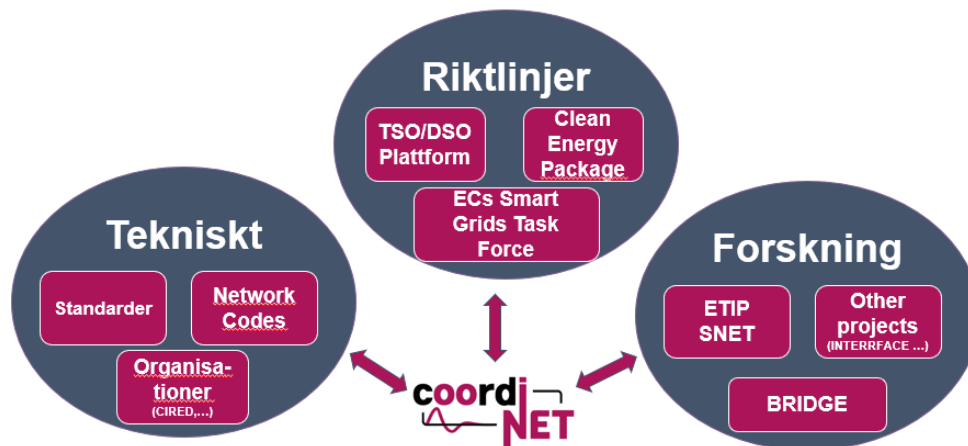 Riktlinjer
TSO/DSO
Plattform
Clean
Energy
Package
ECs Smart
Grids Task
Force
Tekniskt
Standarder
Network
Codes
Organisa-
tioner
(CIRED,...)
Forskning
ETIP
SNET
Other
projects
(INTERRFACE ...)
BRIDGE
coordi
NET